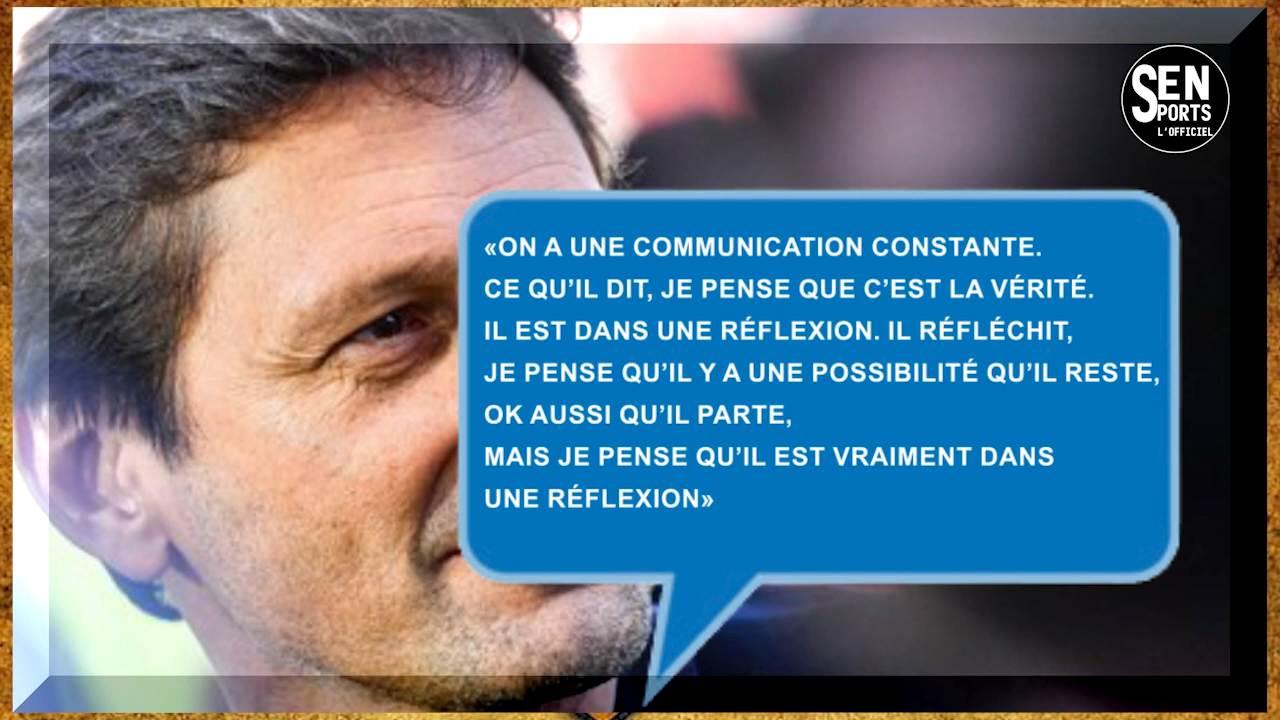 SEN
SPORTS
L'OFFICIEL
«ON A UNE COMMUNICATION CONSTANTE.
CE QU'IL DIT, JE PENSE QUE C'EST LA VÉRITÉ.
IL EST DANS UNE RÉFLEXION. IL RÉFLÉCHIT,
JE PENSE QU'IL Y A UNE POSSIBILITÉ QU'IL RESTE,
OK AUSSI QU'IL PARTE,
MAIS JE PENSE QU'IL EST VRAIMENT DANS
UNE RÉFLEXION»